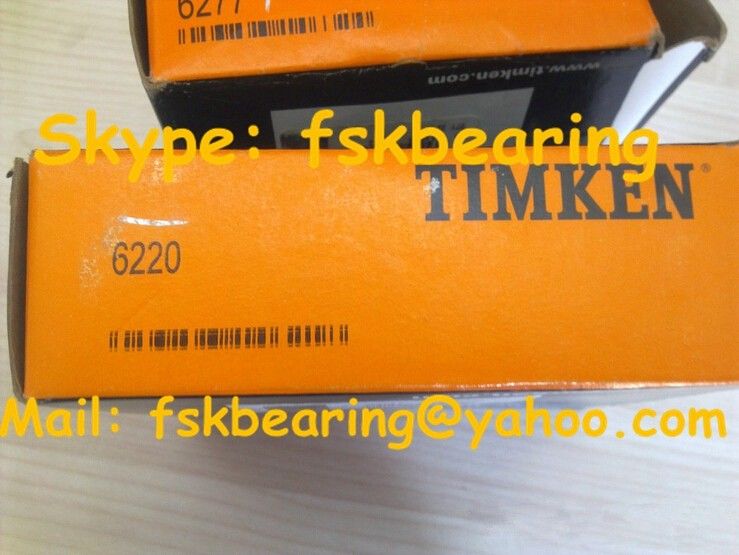 6277
www.timken.com
Skype: fskbearing
TIMKEN®
6220
Mail: fskbearing@yahoo.com